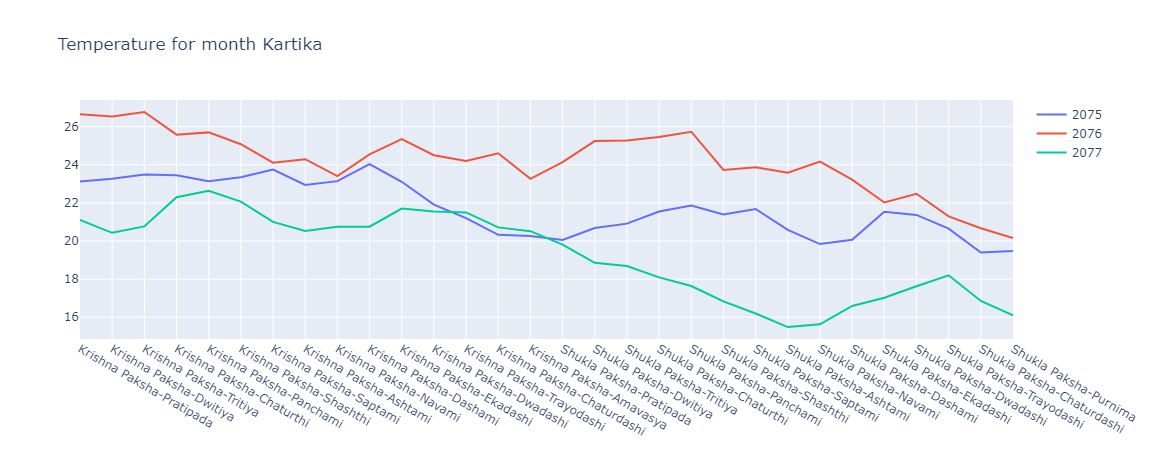 Temperature for month Kartika
26
24
22
20
18
16
2075
2076
2077
Krishna Paksha-Pratipada
Krishna Paksha-Dwitiya
Krishna Paksha-Tritiya
Krishna Paksha-Chaturthi
Krishna Paksha-Panchami
Krishna Paksha-Shashthi
Krishna Paksha-Saptami
Krishna Paksha-Ashtami
Krishna Paksha-Navami
Krishna Paksha-Dashami
Krishna Paksha-Ekadashi
Krishna Paksha-Dwadashi
Krishna Paksha-Trayodashi
Krishna Paksha-Chaturdashi
Krishna Paksha-Amavasya
Shukla Paksha-Pratipada
Shukla Paksha-Dwitiya
Shukla Paksha-Tritiya
Shukla Paksha-Chaturthi
Shukla Paksha-Panchami
Shukla Paksha-Shashthi
Shukla Paksha-Saptami
Shukla Paksha-Ashtami
Shukla Paksha-Navami
Shukla Paksha-Dashami
Shukla Paksha-Ekadashi
Shukla Paksha-Dwadashi
Shukla Paksha-Trayodashi
Shukla Paksha-Chaturdashi
Shukla Paksha-Purnima